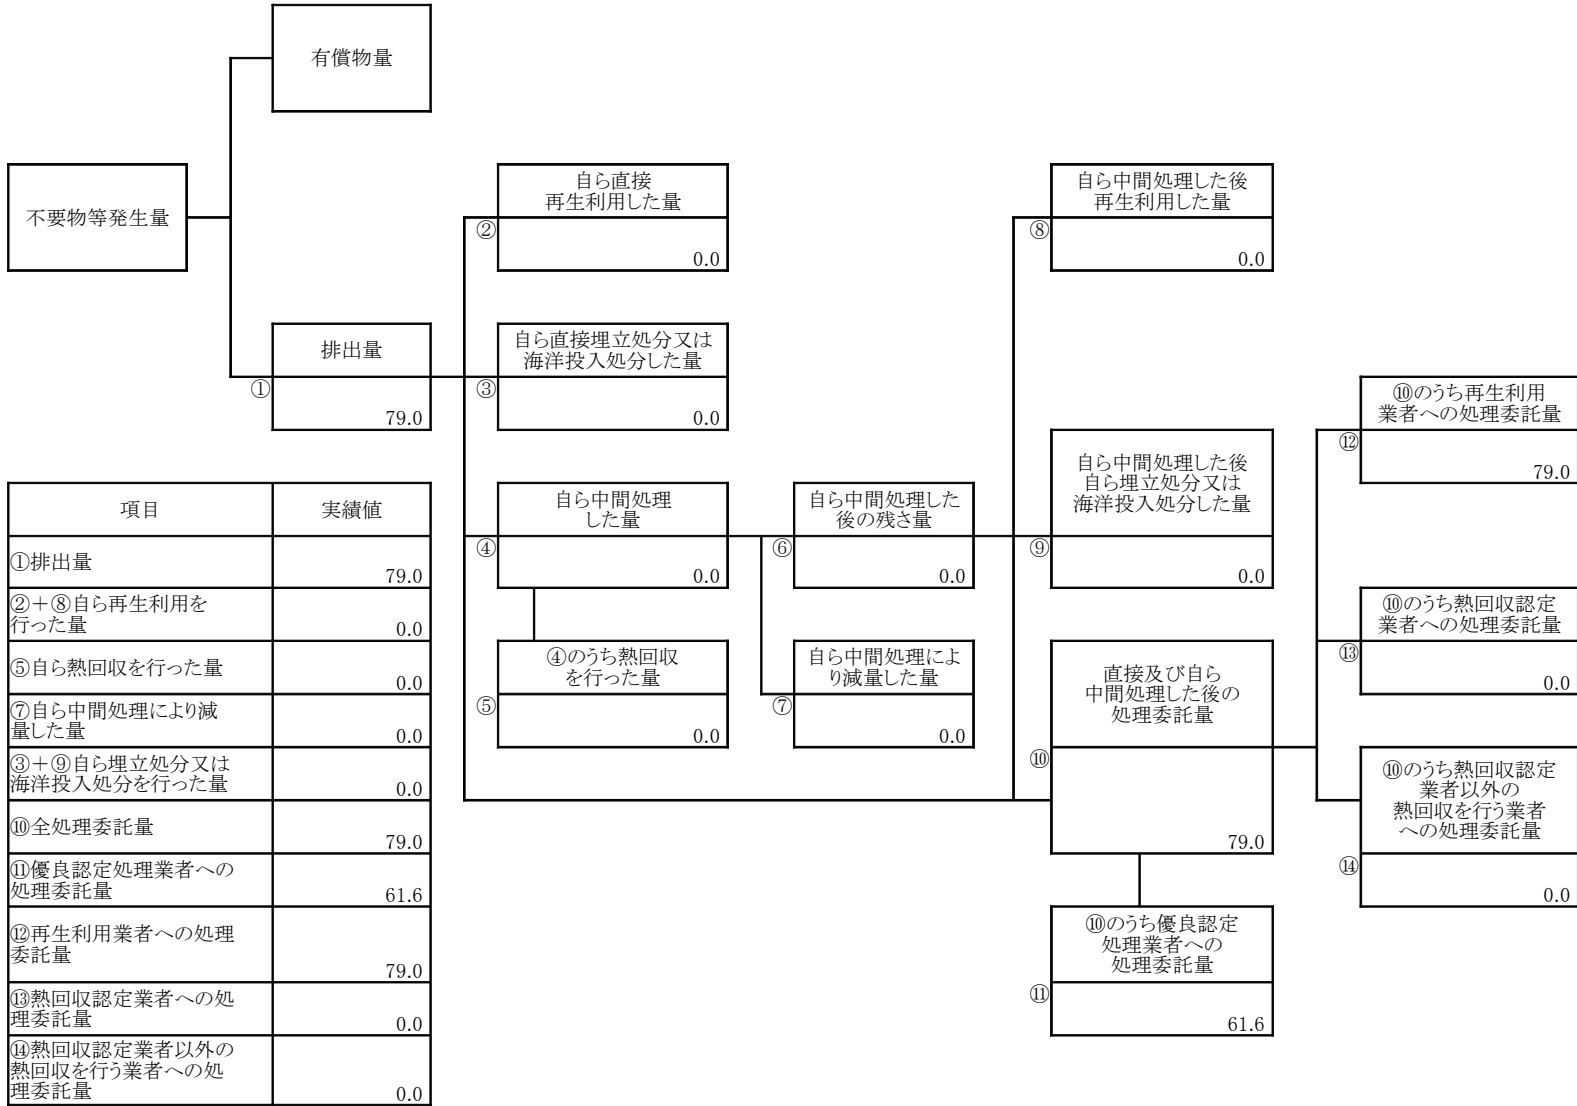 有償物量
不要物等発生量
自ら直接
再生利用した量
②
0.0
自ら中間処理した後
再生利用した量
⑧
0.0
排出量
①
79.0
自ら直接埋立処分又は
海洋投入処分した量
③
0.0
⑩のうち再生利用
業者への処理委託量
⑫
79.0
自ら中間処理した後
自ら埋立処分又は
海洋投入処分した量
⑨
0.0
自ら中間処理
した量
④
0.0
自ら中間処理した
後の残さ量
⑥
0.0
⑩のうち熱回収認定
業者への処理委託量
⑬
0.0
④のうち熱回収
を行った量
⑤
0.0
自ら中間処理によ
り減量した量
⑦
0.0
直接及び自ら
中間処理した後の
処理委託量
⑩
79.0
⑩のうち熱回収認定
業者以外の
熱回収を行う業者
への処理委託量
⑭
0.0
⑩のうち優良認定
処理業者への
処理委託量
⑪
61.6
項目 実績値
①排出量 79.0
②+⑧自ら再生利用を
行った量 0.0
⑤自ら熱回収を行った量 0.0
⑦自ら中間処理により減
量した量 0.0
③+⑨自ら埋立処分又は
海洋投入処分を行った量 0.0
⑩全処理委託量 79.0
⑪優良認定処理業者への
処理委託量 61.6
⑫再生利用業者への処理
委託量 79.0
⑬熱回収認定業者への処
理委託量 0.0
⑭熱回収認定業者以外の
熱回収を行う業者への処
理委託量 0.0